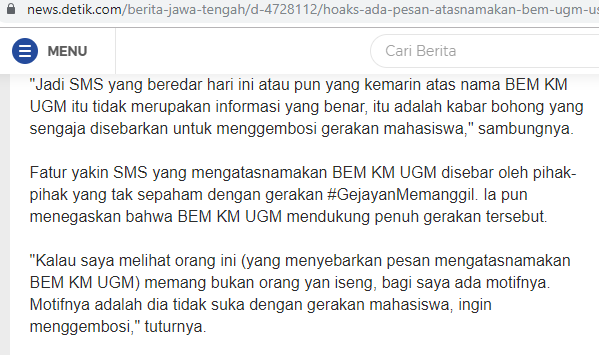 news.detik.com/berita-jawa-tengah/d-4728112/hoaks-ada-pesan-atasnamakan-bem-ugm-us
MENU
Cari Berita
"Jadi SMS yang beredar hari ini atau pun yang kemarin atas nama BEM KM
UGM itu tidak merupakan informasi yang benar, itu adalah kabar bohong yang
sengaja disebarkan untuk menggembosi gerakan mahasiswa," sambungnya.
Fatur yakin SMS yang mengatasnamakan BEM KM UGM disebar oleh pihak-
pihak yang tak sepaham dengan gerakan #GejayanMemanggil. Ia pun
menegaskan bahwa BEM KM UGM mendukung penuh gerakan tersebut.
"Kalau saya melihat orang ini (yang menyebarkan pesan mengatasnamakan
BEM KM UGM) memang bukan orang yan iseng, bagi saya ada motifnya.
Motifnya adalah dia tidak suka dengan gerakan mahasiswa, ingin
menggembosi," tuturnya.